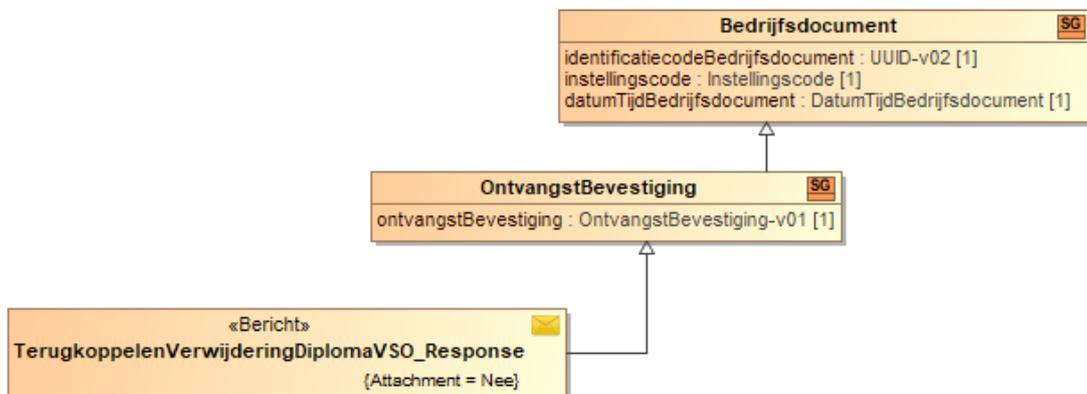 Bedrijfsdocument SG
identificatiecodeBedrijfsdocument : UUID-v02 [1]
instellingscode : Instellingscode [1]
datumTijdBedrijfsdocument : DatumTijdBedrijfsdocument [1]
OntvangstBevestiging SG
ontvangstBevestiging : OntvangstBevestiging-v01 [1]
«Bericht»
TerugkoppelenVerwijderingDiplomaVSO_Response
{Attachment = Nee}